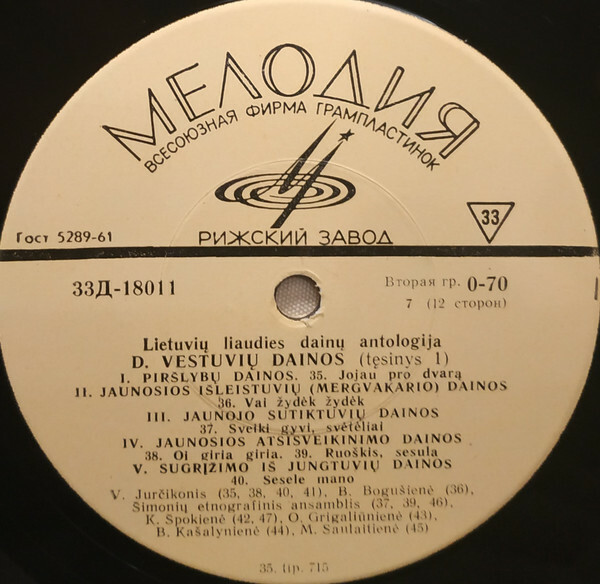 МЕЛОДИЯ
ВСЕСОЮЗНАЯ ФИРМА ГРАМПЛАСТИНОК
33
Гост 5289-61
РИЖСКИЙ ЗАВОД
33Д-18011
Вторая гр. 0-70
7 (12 сторон)
Lietuvių liaudies dainų antologija
D. VESTUVIŲ DAINOS (tęsinys 1)
I. PIRŠLYBŲ DAINOS. 35. Jojau pro dvarą
II. JAUNOSIOS IŠLEISTUVIŲ (MERGVAKARIO) DAINOS
36. Vai žydėk žydėk
III. JAUNOJO SUTIKTUVIŲ DAINOS
37. Sveiki gyvi, svetėliai
IV. JAUNOSIOS ATSISVEIKINIMO DAINOS
38. Oi giria giria. 39. Ruoškis, sesula
V. SUGRĮŽIMO IŠ JUNGTUVIŲ DAINOS
40. Sesele mano
V. Jurčikonis (35, 38, 40, 41), B. Bogušienė (36),
Šimonių etnografinis ansamblis (37, 39, 46),
K. Spokienė (42, 47), O. Grigaliūnienė (43),
B. Kašalynienė (44), M. Saulaitienė (45)
35. tip. 715